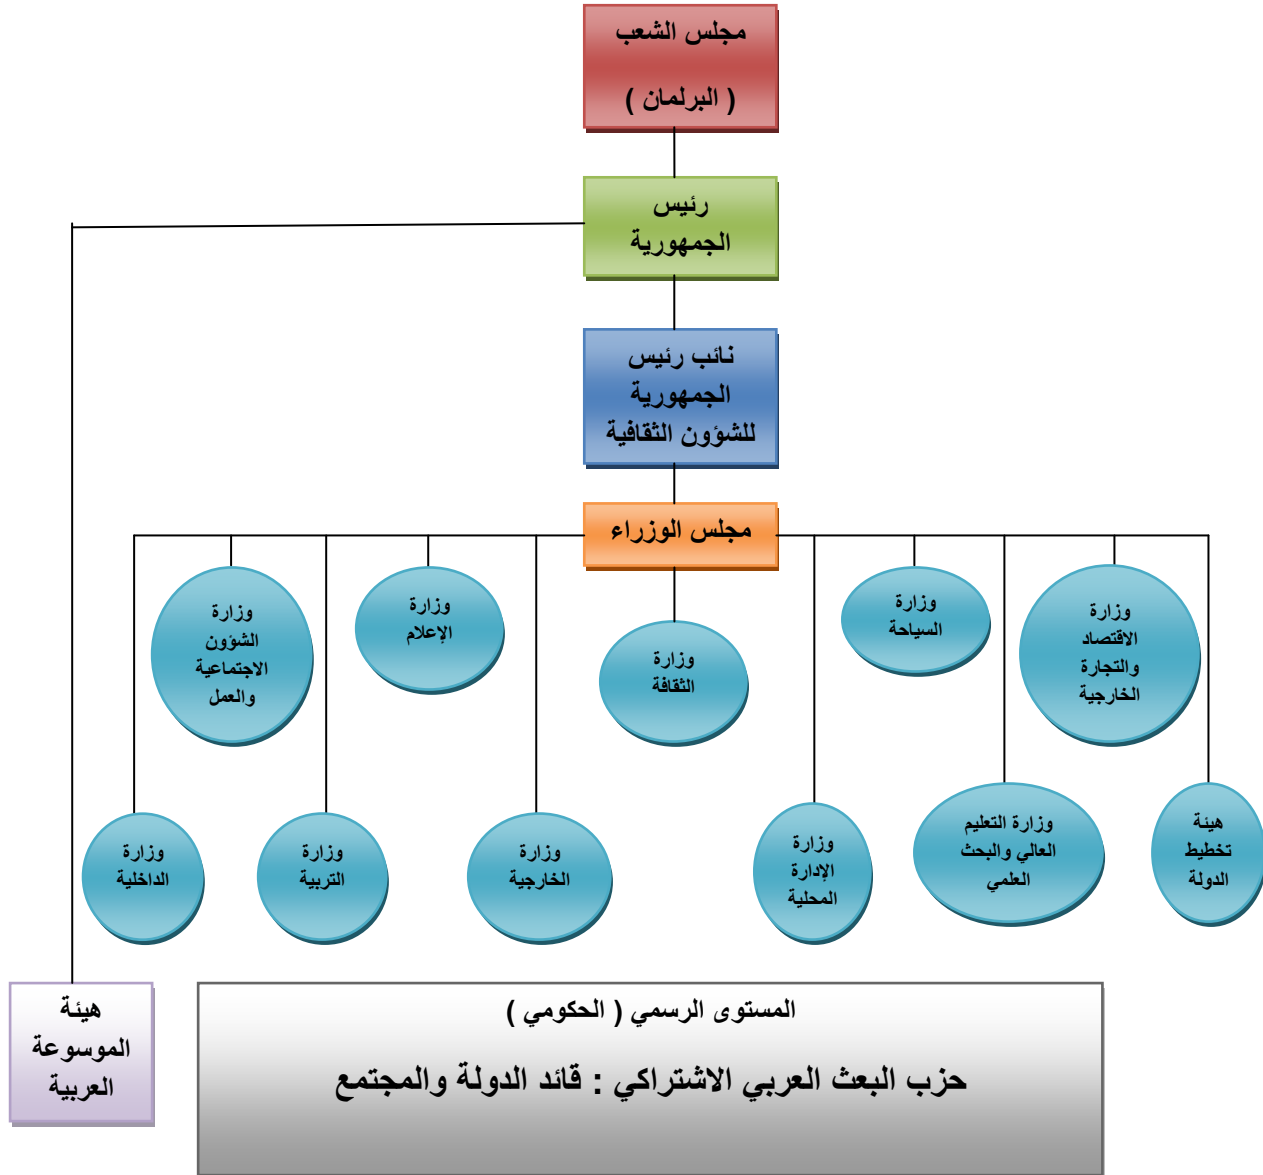 مجلس الشعب
( البرلمان )
رئيس
الجمهورية
نائب رئيس
الجمهورية
للشؤون الثقافية
مجلس الوزراء
وزارة
الاقتصاد
والتجارة
الخارجية
وزارة
السياحة
وزارة
الثقافة
وزارة
الإعلام
وزارة
الشؤون
الاجتماعية
والعمل
هيئة
تخطيط
الدولة
وزارة التعليم
العالي والبحث
العلمي
وزارة
الإدارة
المحلية
وزارة
الخارجية
وزارة
التربية
وزارة
الداخلية
المستوى الرسمي ( الحكومي )
حزب البعث العربي الاشتراكي : قائد الدولة والمجتمع
هيئة
الموسوعة
العربية